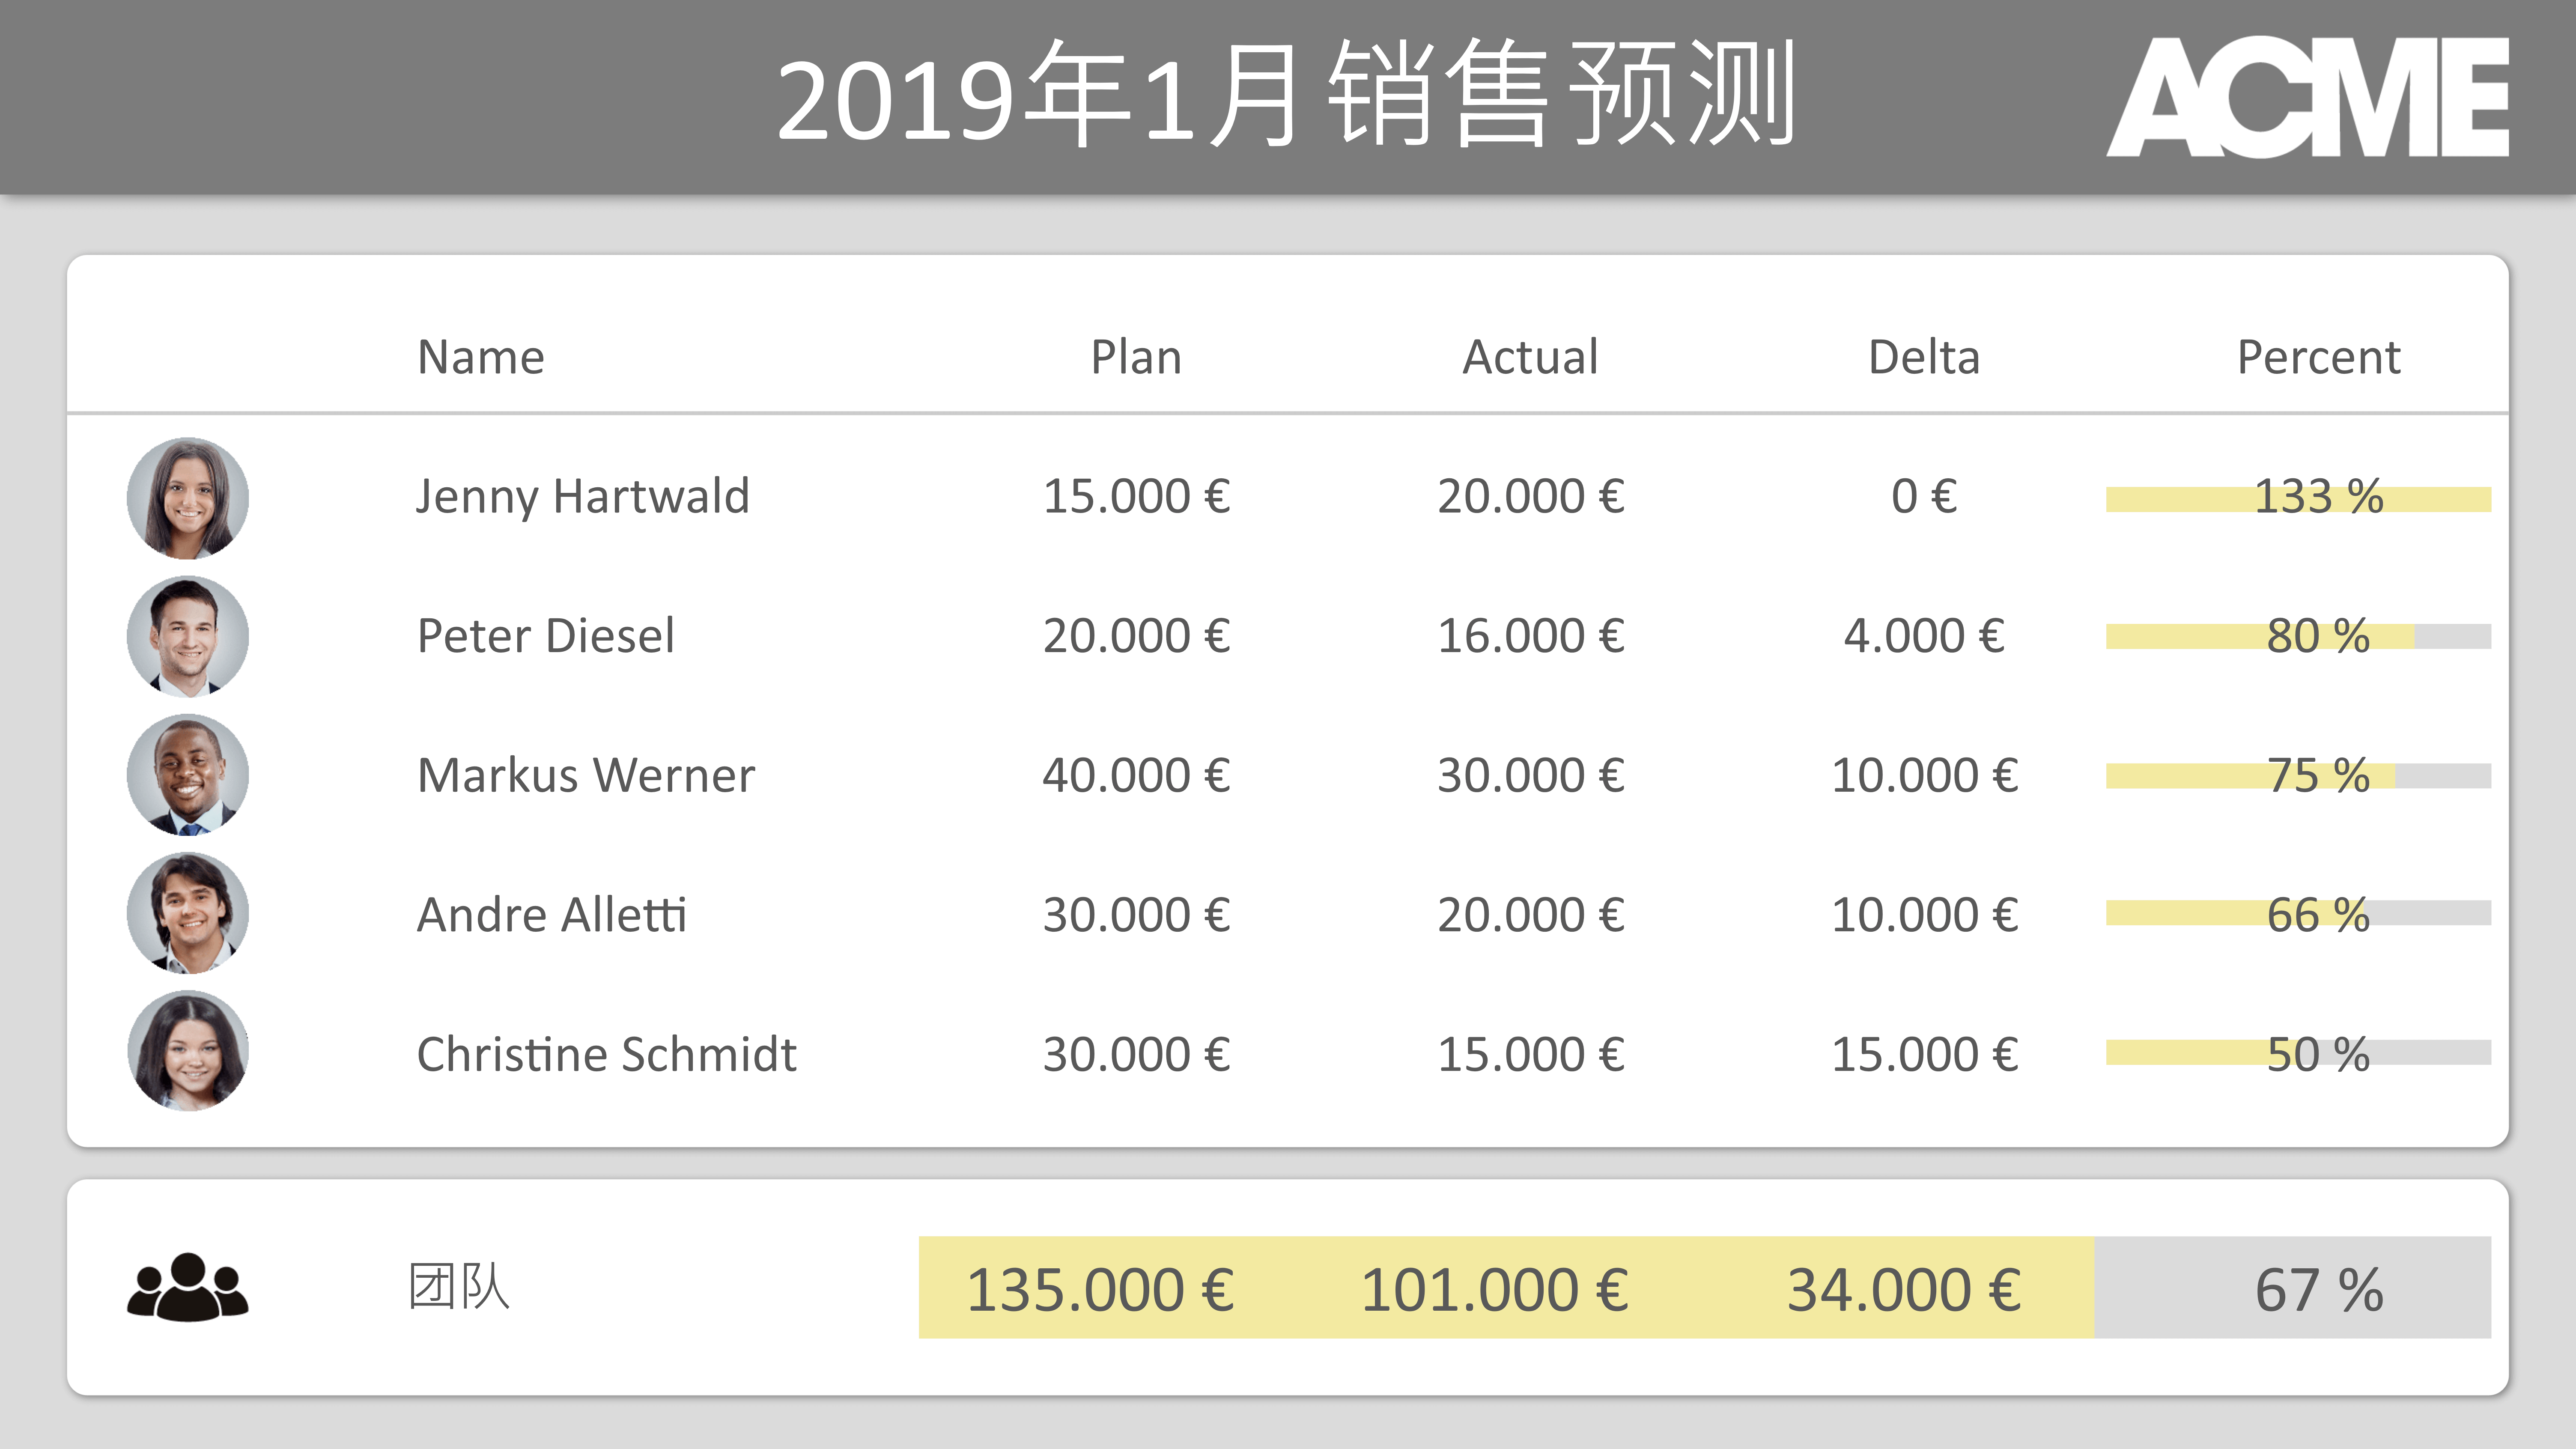 2019年1月销售预测
ACME
Name Plan Actual Delta Percent
Jenny Hartwald 15.000 € 20.000 € 0 € 133 %
Peter Diesel 20.000 € 16.000 € 4.000 € 80 %
Markus Werner 40.000 € 30.000 € 10.000 € 75 %
Andre Alletti 30.000 € 20.000 € 10.000 € 66 %
Christine Schmidt 30.000 € 15.000 € 15.000 € 50 %
团队 135.000 € 101.000 € 34.000 € 67 %